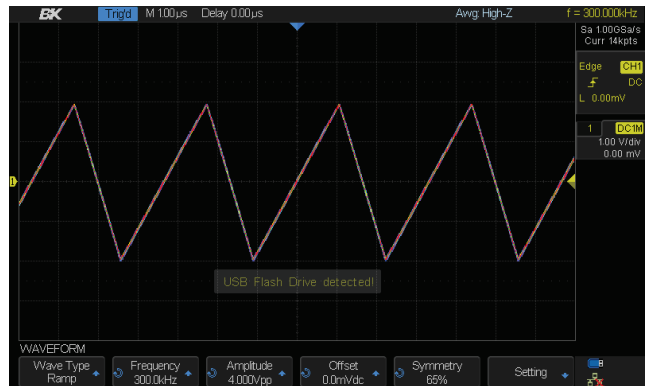 BK Trig'd M 1.00µs Delay 0.00µs Awg: High-Z f = 300.000kHz
Sa 1.00GSa/s
Curr 14kpts
Edge CH1
DC
L 0.00mV
1 DC1M
1.00 V/div
0.00 mV
USB Flash Drive detected!
WAVEFORM
Wave Type Frequency Amplitude Offset Symmetry Setting
Ramp 300.0kHz 4.000Vpp 0.0mVdc 65%